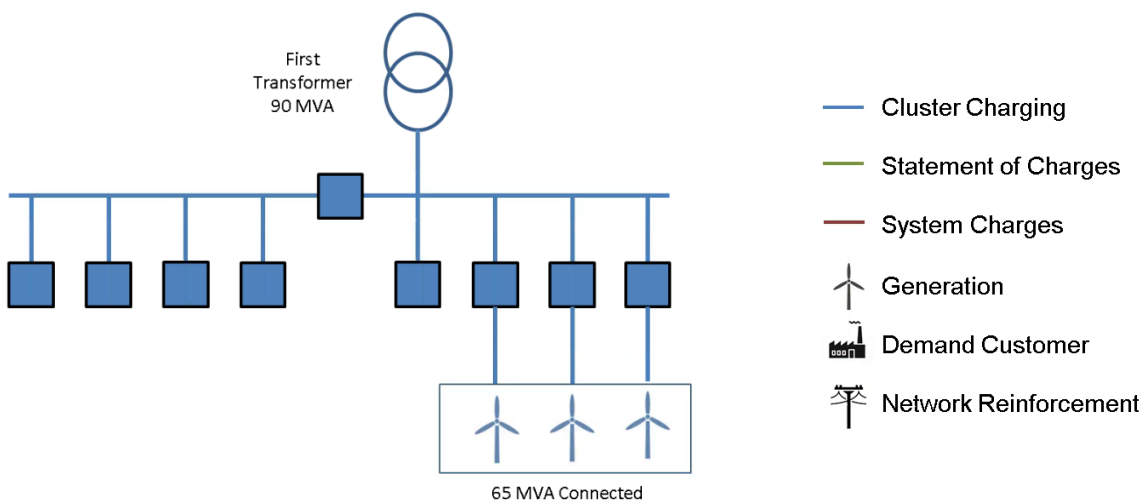 First
Transformer
90 MVA
65 MVA Connected
Cluster Charging
Statement of Charges
System Charges
Generation
Demand Customer
Network Reinforcement